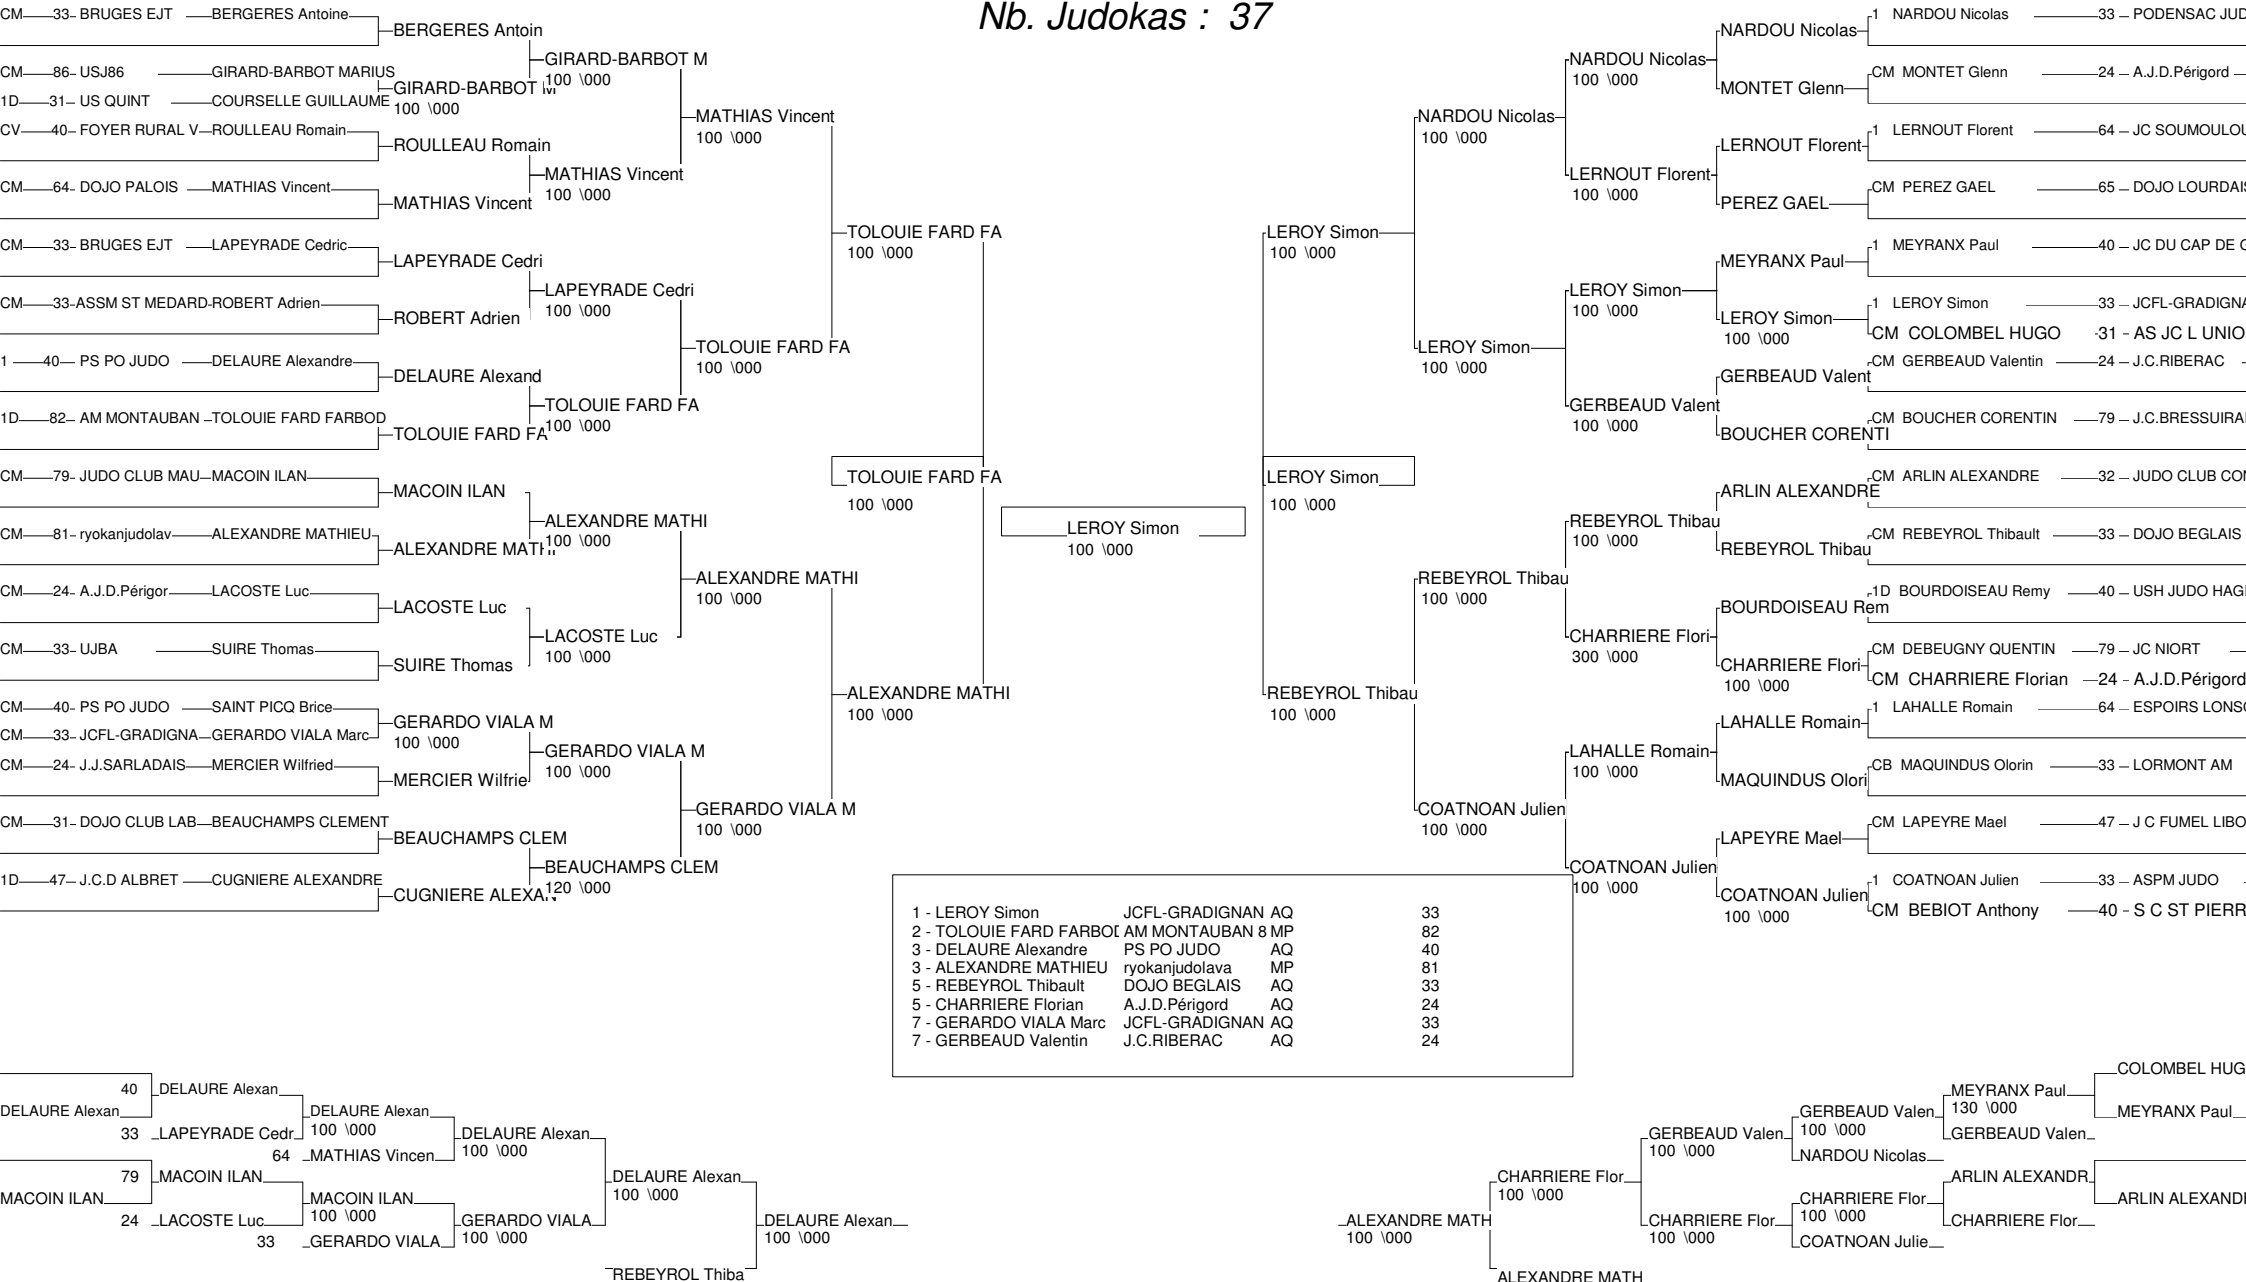 Nb. Judokas : 37
CM 33- BRUGES EJT BERGERES Antoine
BERGERES Antoin
GIRARD-BARBOT M
100 \000
CM 86- USJ86 GIRARD-BARBOT MARIUS
GIRARD-BARBOT M
1D 31- US QUINT COURSELLE GUILLAUME
100 \000
MATHIAS Vincent
100 \000
CV 40- FOYER RURAL V ROULLEAU Romain
ROULLEAU Romain
MATHIAS Vincent
100 \000
CM 64- DOJO PALOIS MATHIAS Vincent
MATHIAS Vincent
TOLOUIE FARD FA
100 \000
CM 33- BRUGES EJT LAPEYRADE Cedric
LAPEYRADE Cedri
LAPEYRADE Cedri
100 \000
CM 33-ASSM ST MEDARD-ROBERT Adrien
ROBERT Adrien
TOLOUIE FARD FA
100 \000
1 40- PS PO JUDO DELAURE Alexandre
DELAURE Alexand
TOLOUIE FARD FA
100 \000
1D 82- AM MONTAUBAN TOLOUIE FARD FARBOD
TOLOUIE FARD FA
TOLOUIE FARD FA
100 \000
CM 79- JUDO CLUB MAU MACOIN ILAN
MACOIN ILAN
ALEXANDRE MATHI
100 \000
CM 81- ryokanjudolav ALEXANDRE MATHIEU
ALEXANDRE MATHI
ALEXANDRE MATHI
100 \000
CM 24- A.J.D.Périgor LACOSTE Luc
LACOSTE Luc
LACOSTE Luc
100 \000
CM 33- UJBA SUIRE Thomas
SUIRE Thomas
ALEXANDRE MATHI
100 \000
CM 40- PS PO JUDO SAINT PICQ Brice
GERARDO VIALA M
CM 33- JCFL-GRADIGNA GERARDO VIALA Marc
100 \000
GERARDO VIALA M
100 \000
CM 24- J.J.SARLADAIS MERCIER Wilfried
MERCIER Wilfrie
GERARDO VIALA M
100 \000
CM 31- DOJO CLUB LAB BEAUCHAMPS CLEMENT
BEAUCHAMPS CLEM
BEAUCHAMPS CLEM
120 \000
1D 47- J.C.D ALBRET CUGNIERE ALEXANDRE
CUGNIERE ALEXAN
LEROY Simon
100 \000
1 NARDOU Nicolas 33 - PODENSAC JUD
NARDOU Nicolas
NARDOU Nicolas
100 \000
CM MONTET Glenn 24 - A.J.D.Périgord
MONTET Glenn
NARDOU Nicolas
100 \000
1 LERNOUT Florent 64 - JC SOUMOULOU
LERNOUT Florent
LERNOUT Florent
100 \000
CM PEREZ GAEL 65 - DOJO LOURDAIS
PEREZ GAEL
LEROY Simon
100 \000
1 MEYRANX Paul 40 - JC DU CAP DE G
MEYRANX Paul
LEROY Simon
100 \000
1 LEROY Simon 33 - JCFL-GRADIGNA
LEROY Simon
100 \000
CM COLOMBEL HUGO -31 - AS JC L UNIO
LEROY Simon
100 \000
CM GERBEAUD Valentin 24 - J.C.RIBERAC
GERBEAUD Valent
GERBEAUD Valent
100 \000
CM BOUCHER CORENTIN 79 - J.C.BRESSUIRAI
BOUCHER CORENTI
LEROY Simon
100 \000
CM ARLIN ALEXANDRE 32 - JUDO CLUB CON
ARLIN ALEXANDRE
REBEYROL Thibau
100 \000
CM REBEYROL Thibault 33 - DOJO BEGLAIS
REBEYROL Thibau
REBEYROL Thibau
100 \000
1D BOURDOISEAU Remy 40 - USH JUDO HAG
BOURDOISEAU Rem
CHARRIERE Flori
300 \000
CM DEBEUGNY QUENTIN 79 - JC NIORT
CHARRIERE Flori
100 \000
CM CHARRIERE Florian 24 - A.J.D.Périgord
REBEYROL Thibau
100 \000
1 LAHALLE Romain 64 - ESPOIRS LONS
LAHALLE Romain
LAHALLE Romain
100 \000
CB MAQUINDUS Olorin 33 - LORMONT AM
MAQUINDUS Olori
COATNOAN Julien
100 \000
CM LAPEYRE Mael 47 - J C FUMEL LIBO
LAPEYRE Mael
COATNOAN Julien
100 \000
1 COATNOAN Julien 33 - ASPM JUDO
COATNOAN Julien
100 \000
CM BEBIOT Anthony 40 - S C ST PIERR
1 - LEROY Simon JCFL-GRADIGNAN AQ 33
2 - TOLOUIE FARD FARBOD AM MONTAUBAN 8 MP 82
3 - DELAURE Alexandre PS PO JUDO AQ 40
3 - ALEXANDRE MATHIEU ryokanjudolava MP 81
5 - REBEYROL Thibault DOJO BEGLAIS AQ 33
5 - CHARRIERE Florian A.J.D.Périgord AQ 24
7 - GERARDO VIALA Marc JCFL-GRADIGNAN AQ 33
7 - GERBEAUD Valentin J.C.RIBERAC AQ 24
40 DELAURE Alexan
DELAURE Alexan
DELAURE Alexan
100 \000
33 LAPEYRADE Cedr
DELAURE Alexan
100 \000
64 MATHIAS Vincen
DELAURE Alexan
100 \000
79 MACOIN ILAN
MACOIN ILAN
MACOIN ILAN
100 \000
24 LACOSTE Luc
GERARDO VIALA
100 \000
33 GERARDO VIALA
DELAURE Alexan
100 \000
REBEYROL Thiba
COLOMBEL HUG
MEYRANX Paul
130 \000
MEYRANX Paul
GERBEAUD Valen
100 \000
GERBEAUD Valen
GERBEAUD Valen
100 \000
NARDOU Nicolas
CHARRIERE Flor
100 \000
ARLIN ALEXANDR
ARLIN ALEXAND
CHARRIERE Flor
100 \000
CHARRIERE Flor
ALEXANDRE MATH
100 \000
CHARRIERE Flor
100 \000
COATNOAN Julie
ALEXANDRE MATH